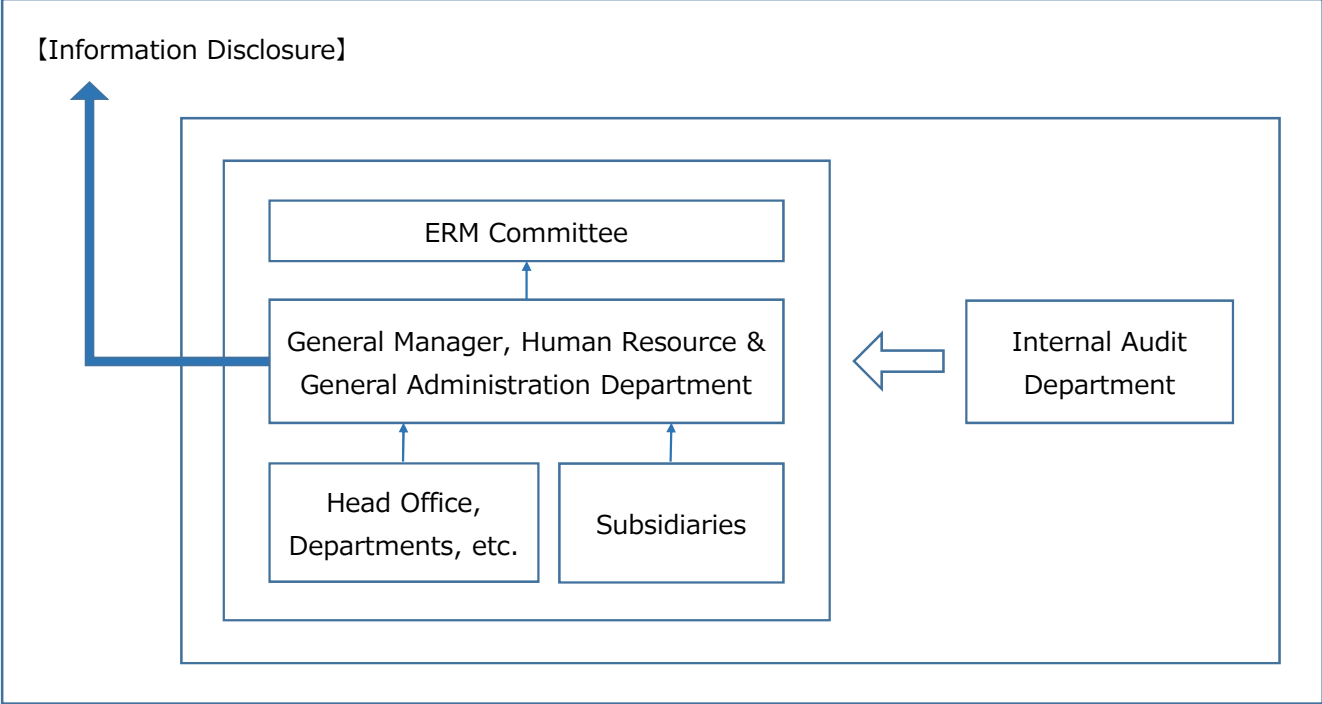 【Information Disclosure】
ERM Committee
General Manager, Human Resource &
General Administration Department
Internal Audit
Department
Head Office,
Departments, etc.
Subsidiaries